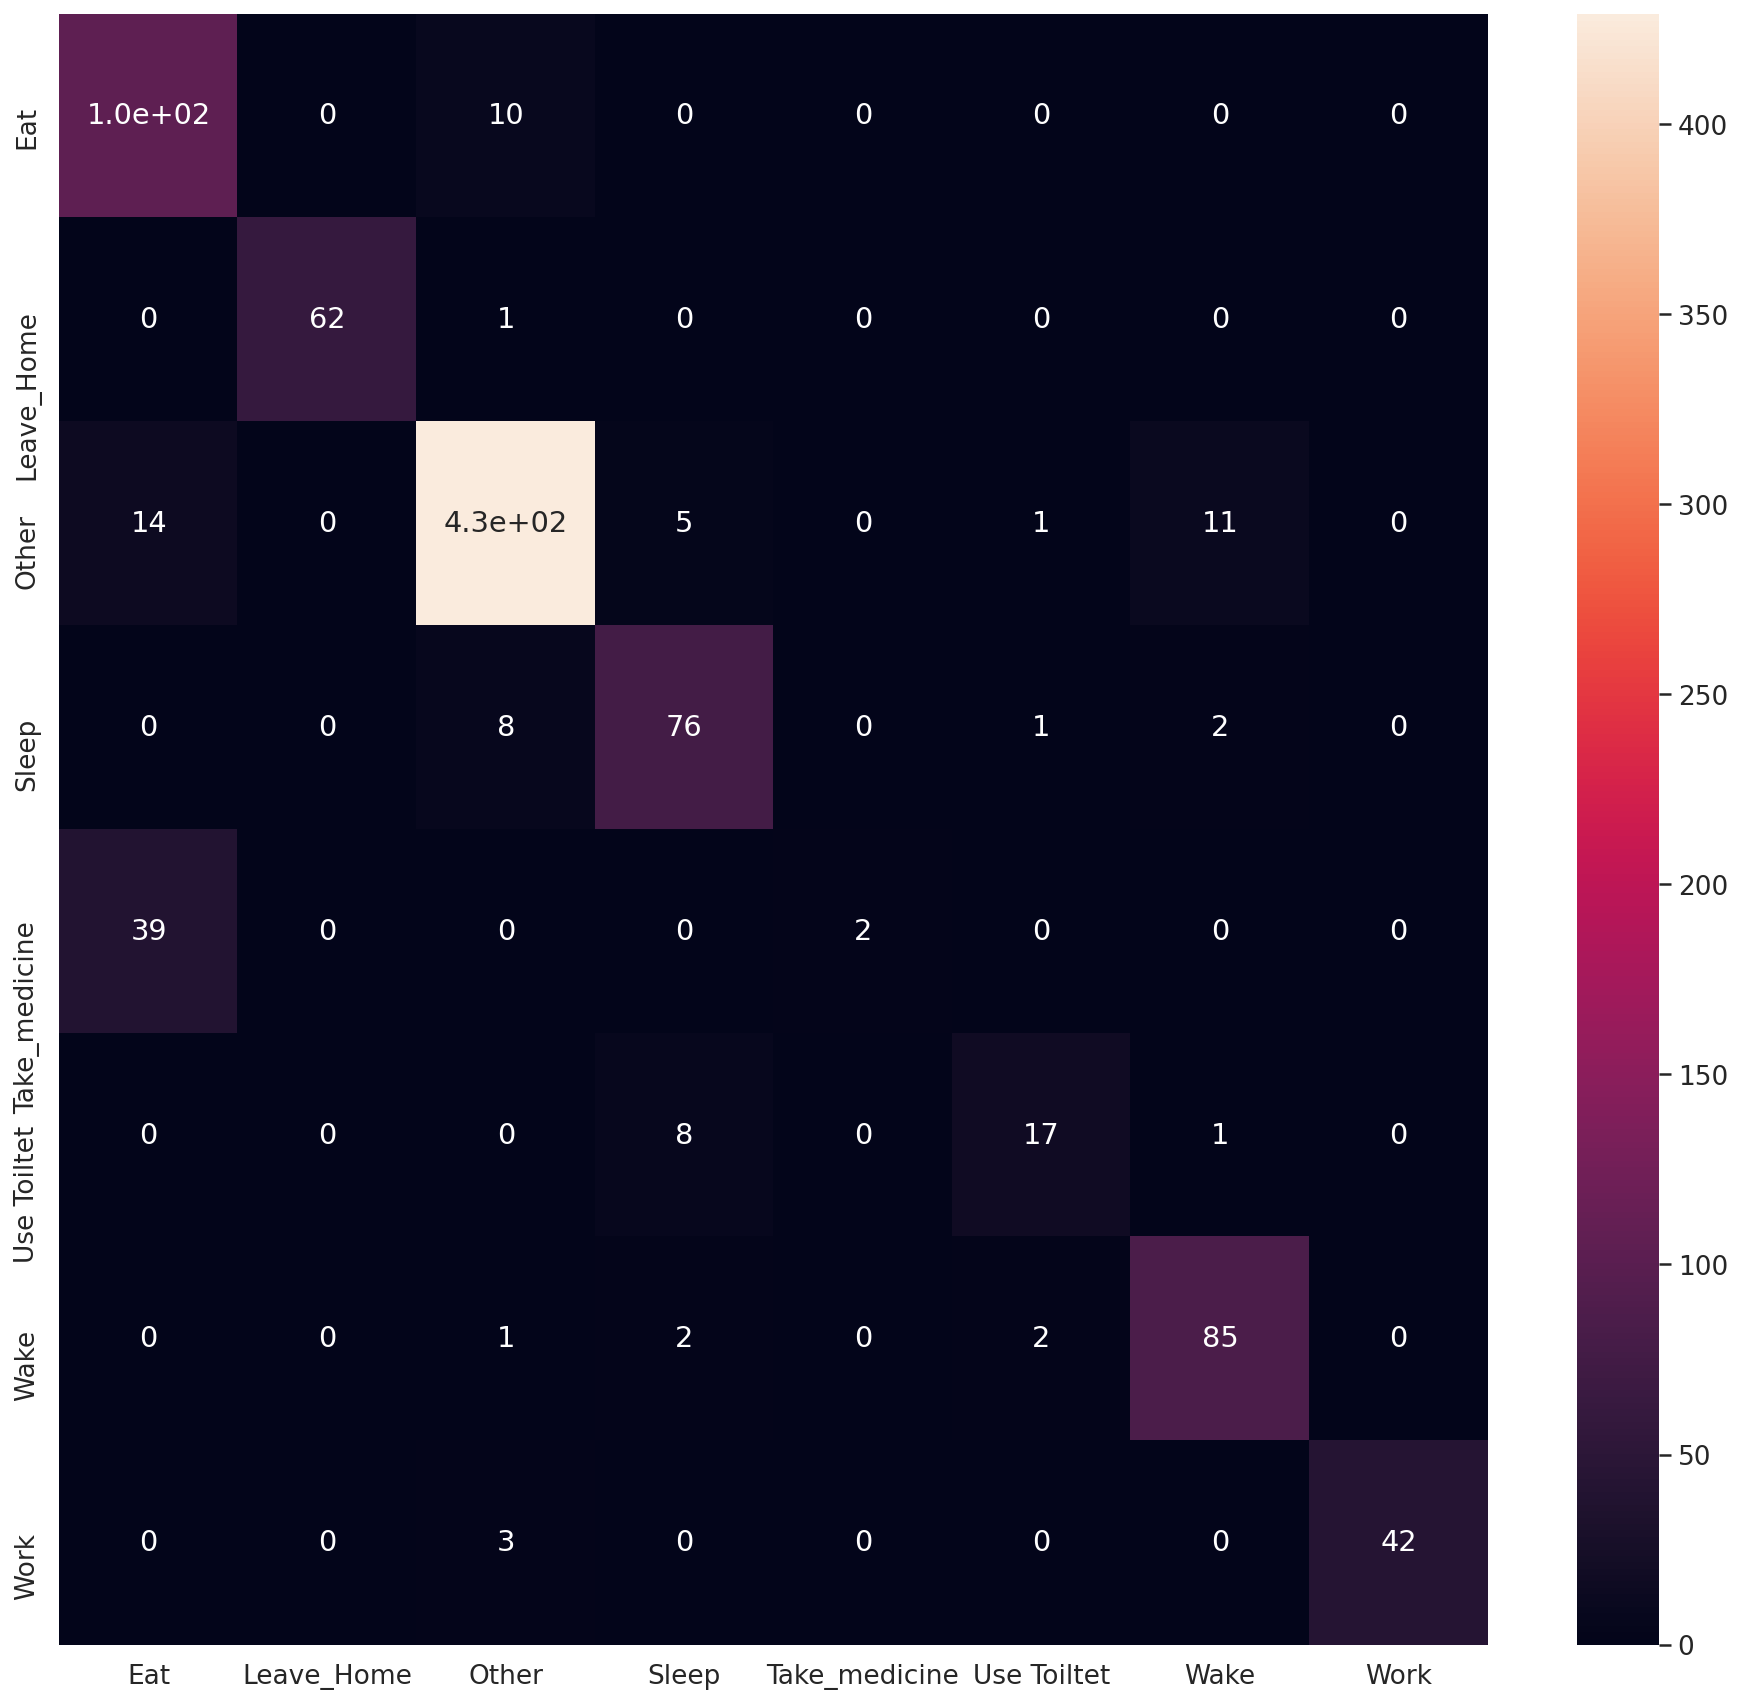 Eat 1.0e+02 0 10 0 0 0 0 0
Leave_Home 0 62 1 0 0 0 0 0
Other 14 0 4.3e+02 5 0 1 11 0
Sleep 0 0 8 76 0 1 2 0
Take_medicine 39 0 0 0 2 0 0 0
Use Toiltet 0 0 0 8 0 17 1 0
Wake 0 0 1 2 0 2 85 0
Work 0 0 3 0 0 0 0 42
Eat Leave_Home Other Sleep Take_medicine Use Toiltet Wake Work
400
350
300
250
200
150
100
50
0